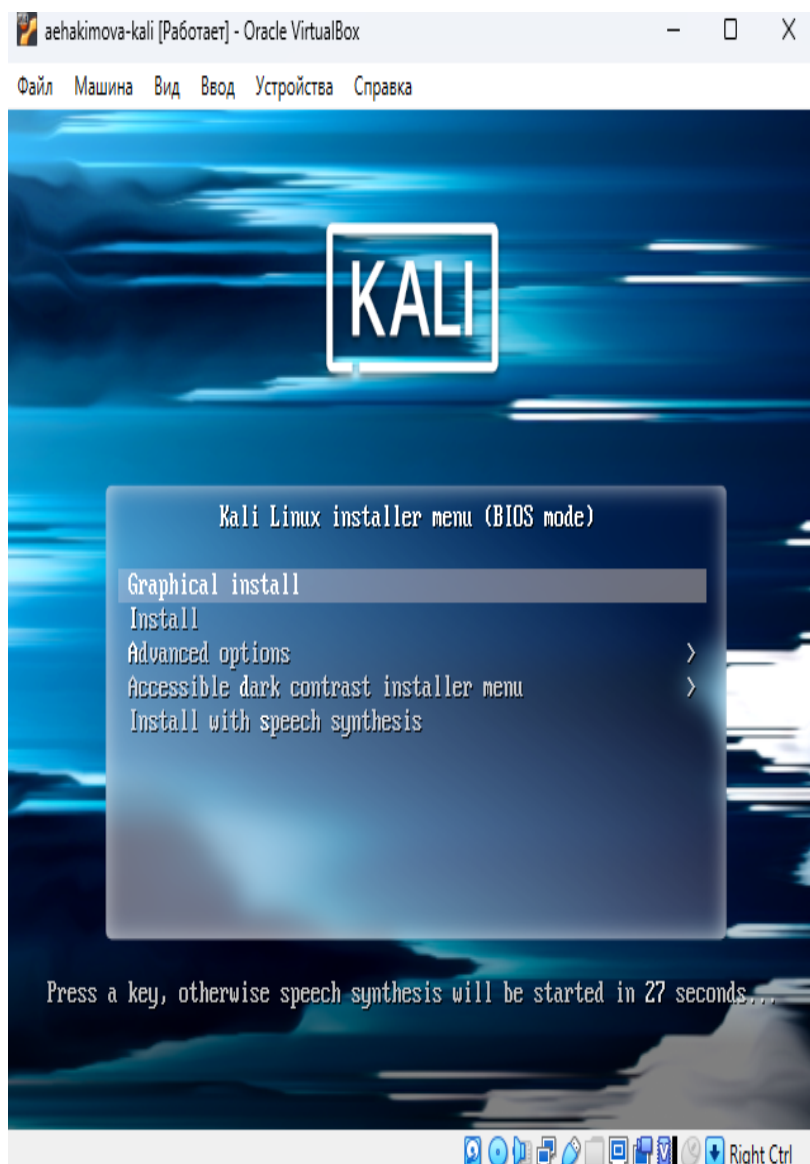 aehakimova-kali [Работает] - Oracle VirtualBox
Файл Машина Вид Ввод Устройства Справка
KALI
Kali Linux installer menu (BIOS mode)
Graphical install
Install
Advanced options >
Accessible dark contrast installer menu >
Install with speech synthesis
Press a key, otherwise speech synthesis will be started in 27 seconds...
Right Ctrl